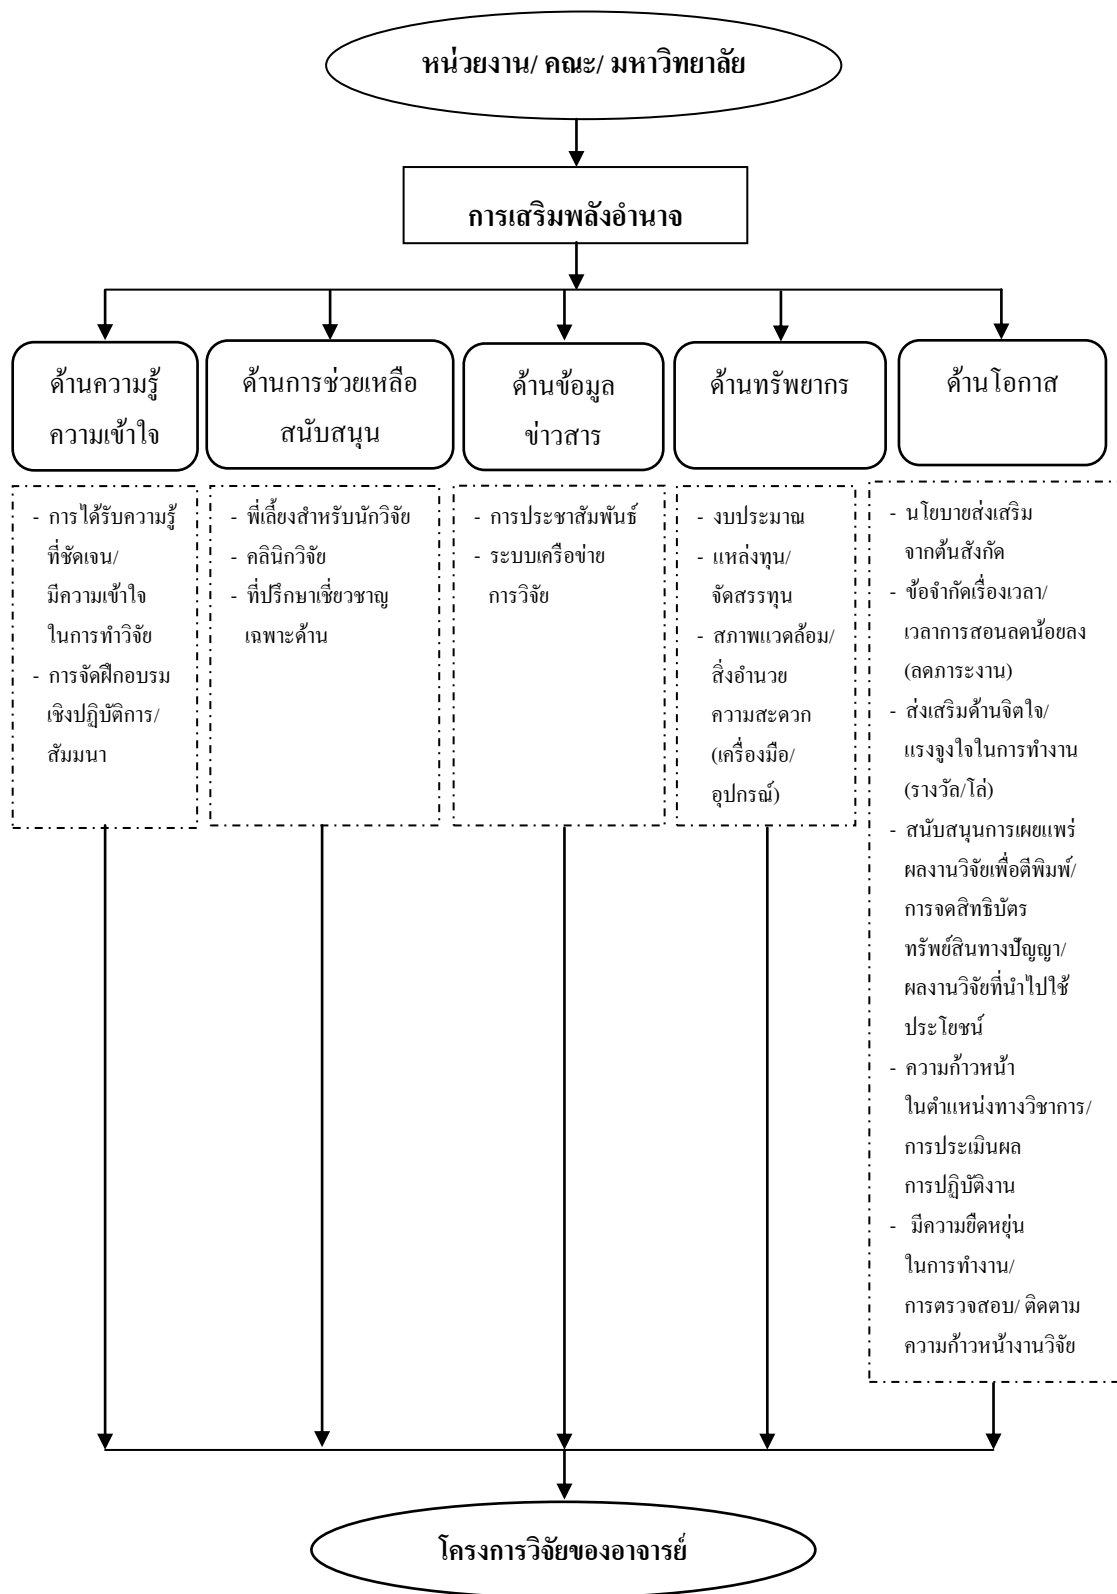 หน่วยงาน/ คณะ/ มหาวิทยาลัย
การเสริมพลังอำนาจ
ด้านความรู้
ความเข้าใจ
ด้านการช่วยเหลือ
สนับสนุน
ด้านข้อมูล
ข่าวสาร
ด้านทรัพยากร
ด้านโอกาส
- การได้รับความรู้
ที่ชัดเจน/
มีความเข้าใจ
ในการทำวิจัย
- การจัดฝึกอบรม
เชิงปฏิบัติการ/
สัมมนา
- พี่เลี้ยงสำหรับนักวิจัย
- คลินิกวิจัย
- ที่ปรึกษาเชี่ยวชาญ
เฉพาะด้าน
- การประชาสัมพันธ์
- ระบบเครือข่าย
การวิจัย
- งบประมาณ
- แหล่งทุน/
จัดสรรทุน
- สภาพแวดล้อม/
สิ่งอำนวย
ความสะดวก
(เครื่องมือ/
อุปกรณ์)
- นโยบายส่งเสริม
จากต้นสังกัด
- ข้อจำกัดเรื่องเวลา/
เวลาการสอนลดน้อยลง
(ลดภาระงาน)
- ส่งเสริมด้านจิตใจ/
แรงจูงใจในการทำงาน
(รางวัล/โล่)
- สนับสนุนการเผยแพร่
ผลงานวิจัยเพื่อตีพิมพ์/
การจดสิทธิบัตร
ทรัพย์สินทางปัญญา/
ผลงานวิจัยที่นำไปใช้
ประโยชน์
- ความก้าวหน้า
ในตำแหน่งทางวิชาการ/
การประเมินผล
การปฏิบัติงาน
- มีความยืดหยุ่น
ในการทำงาน/
การตรวจสอบ/ ติดตาม
ความก้าวหน้างานวิจัย
โครงการวิจัยของอาจารย์